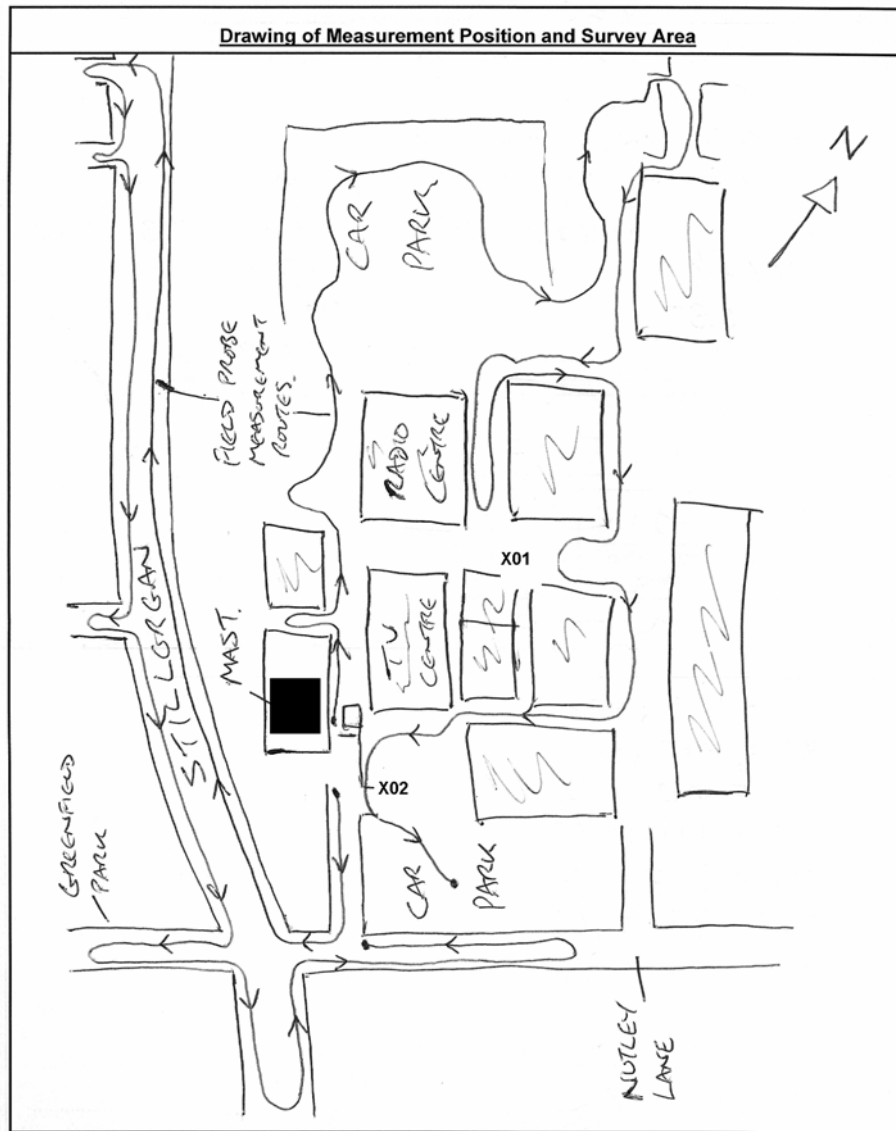 Drawing of Measurement Position and Survey Area
N
CAR
PARK
FIELD PROBE
MEASUREMENT
ROUTES.
RADIO
CENTRE
X01
MAST.
TV
CENTRE
STILLORGAN
X02
GREENFIELD
PARK
CAR
PARK
NUTLEY
LANE